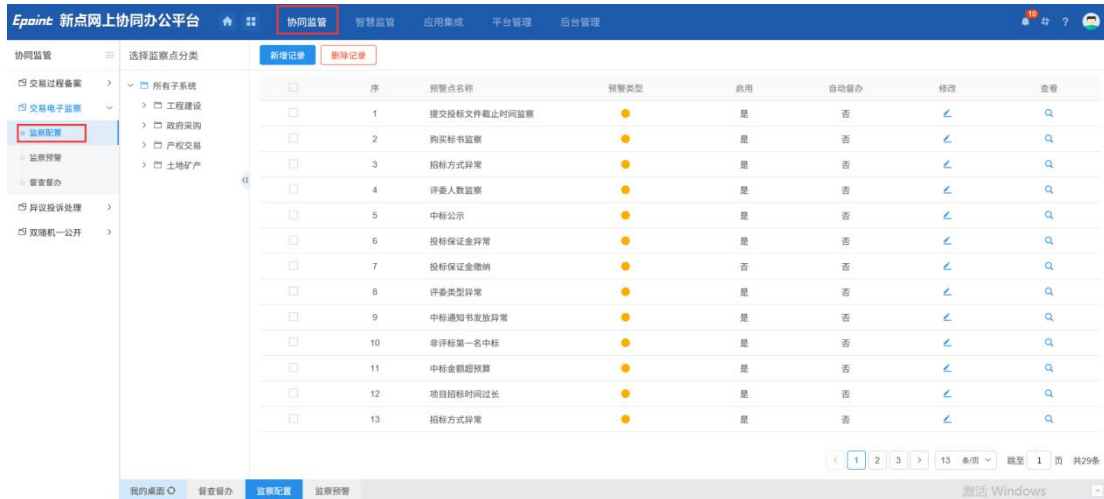 Epoint 新点网上协同办公平台 协同监管 智慧监管 应用集成 平台管理 后台管理 10 ?
协同监管 选择监察点分类 新增记录 删除记录
交易过程备案 所有子系统 序 预警点名称 预警类型 启用 自动督办 修改 查看
交易电子监察 工程建设 1 提交投标文件截止时间监察 是 否
监察配置 政府采购 2 购买标书监察 是 否
监察预警 产权交易 3 招标方式异常 是 否
督查督办 土地矿产 4 评委人数监察 是 否
异议投诉处理 5 中标公示 是 否
双随机一公开 6 投标保证金异常 是 否
7 投标保证金缴纳 否 否
8 评委类型异常 是 否
9 中标通知书发放异常 是 否
10 非评标第一名中标 是 否
11 中标金额超预算 是 否
12 项目招标时间过长 是 否
13 招标方式异常 是 否
1 2 3 13 条/页 跳至 1 页 共29条
我的桌面 督查督办 监察配置 监察预警 激活 Windows